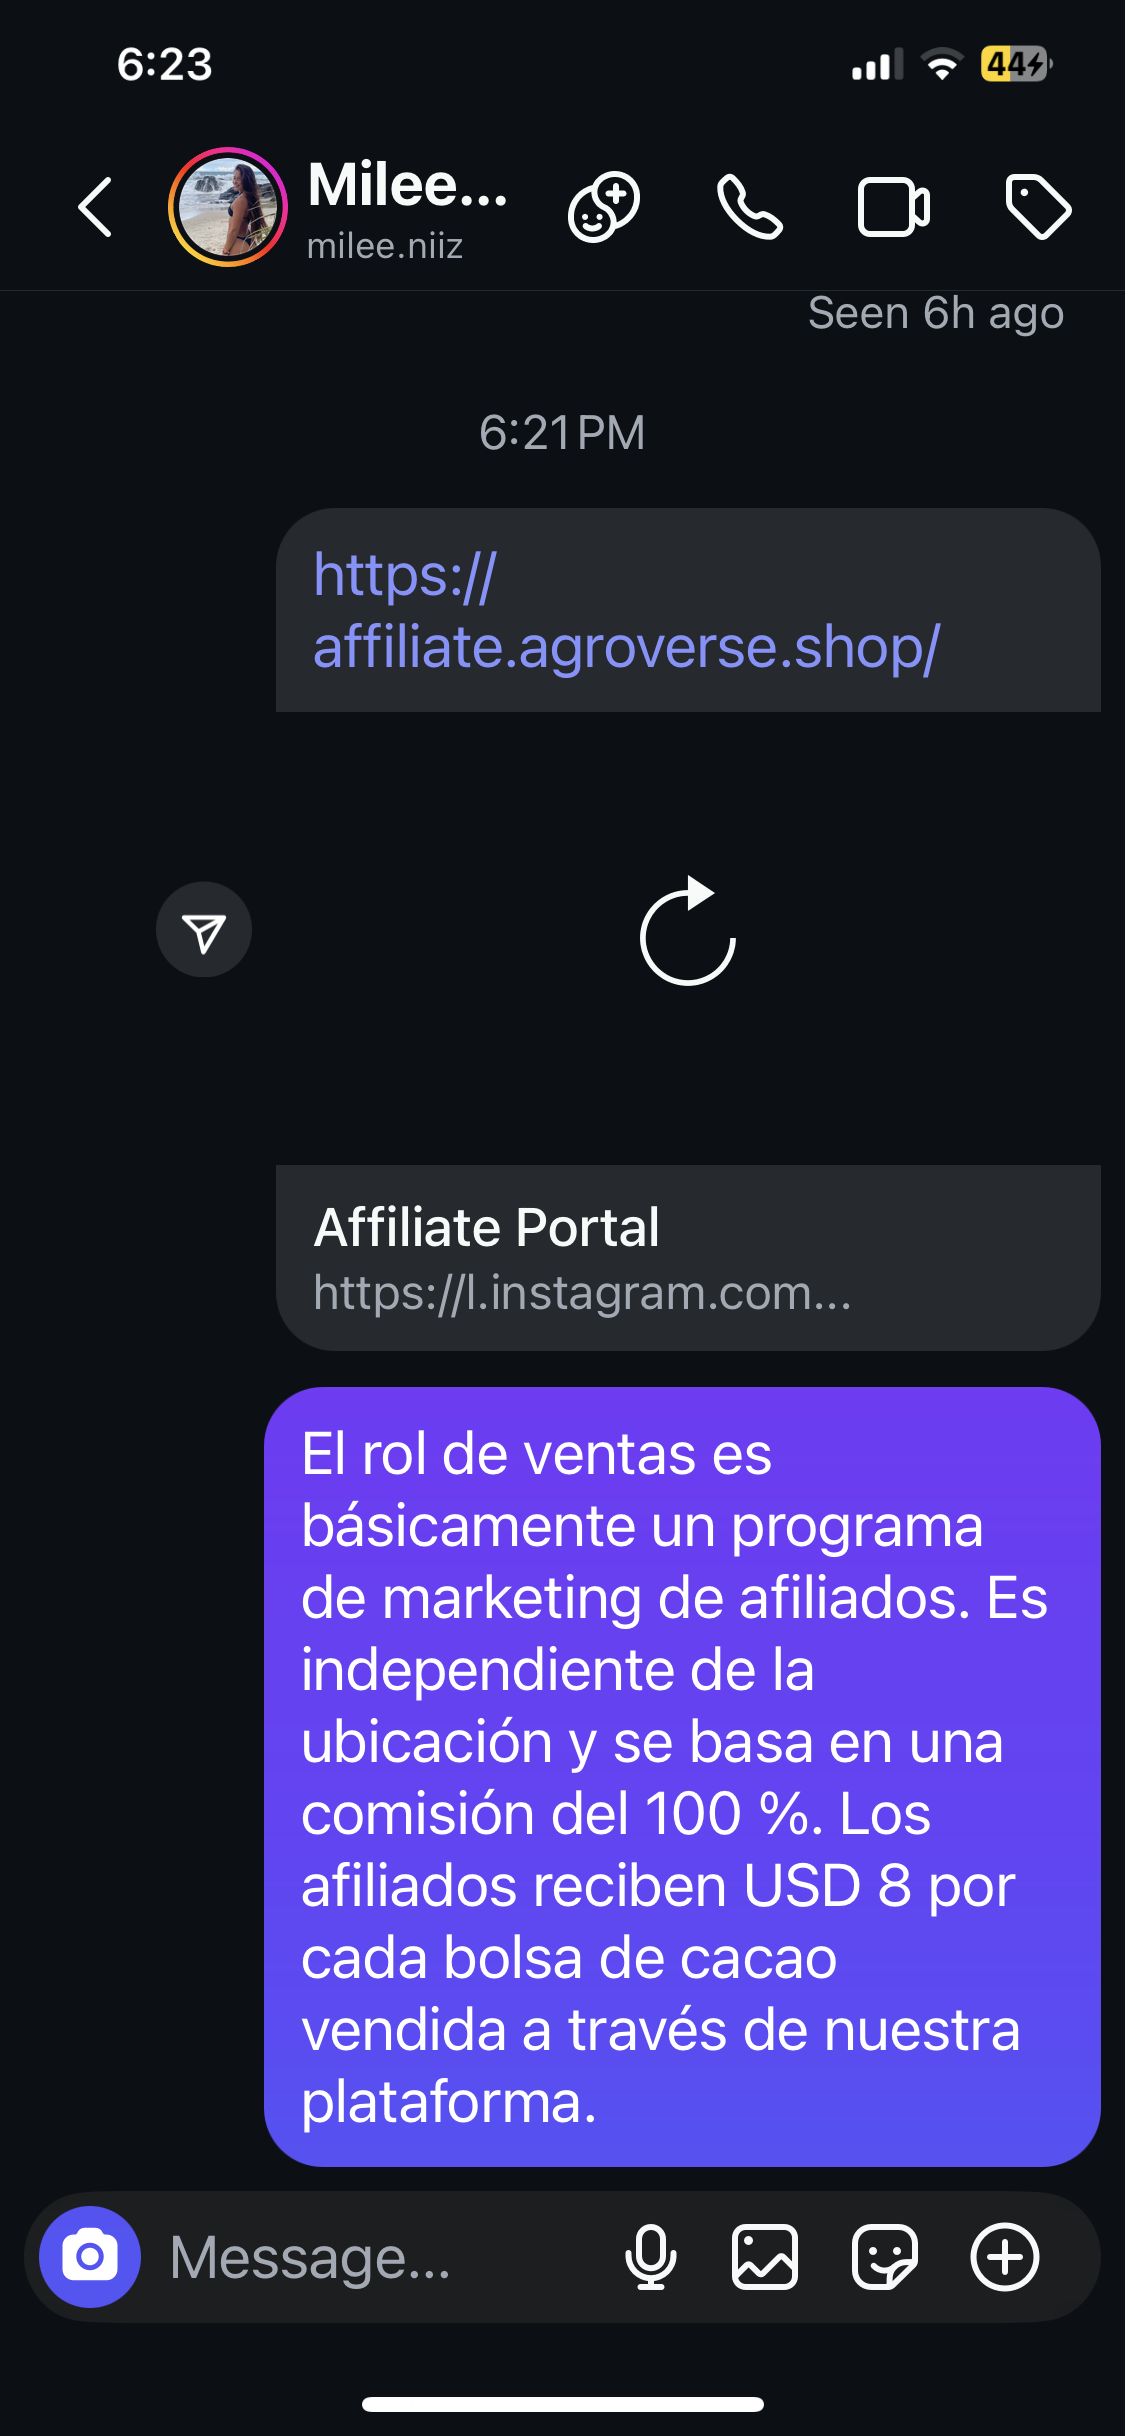 6:23
44
Milee...
milee.niiz
Seen 6h ago
6:21 PM
https://
affiliate.agroverse.shop/
Affiliate Portal
https://l.instagram.com...
El rol de ventas es
básicamente un programa
de marketing de afiliados. Es
independiente de la
ubicación y se basa en una
comisión del 100 %. Los
afiliados reciben USD 8 por
cada bolsa de cacao
vendida a través de nuestra
plataforma.
Message...